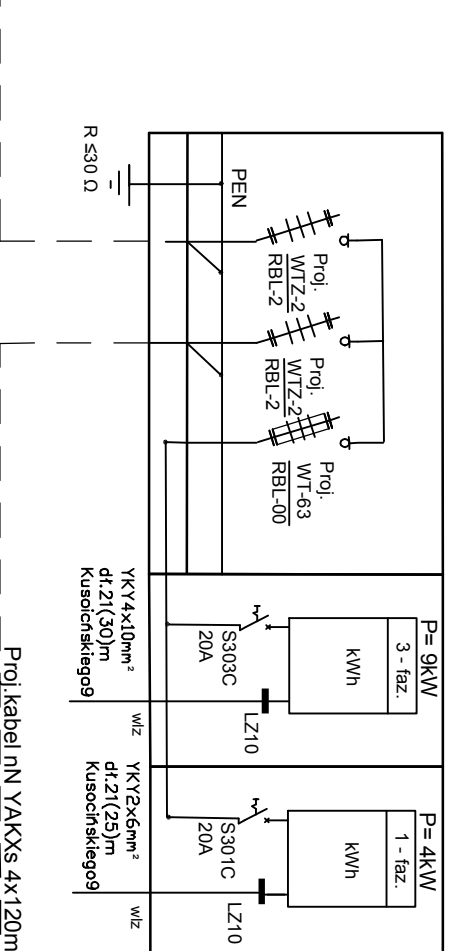 R ≤30 Ω
PEN
Proj.
WTZ-2
RBL-2
Proj.
WTZ-2
RBL-2
Proj.
WT-63
RBL-00
P= 9kW
3 - faz.
kWh
S303C
20A
LZ10
YKY4x10mm²
dł.21(30)m
Kusoicńskiego9
wlz
P= 4kW
1 - faz.
kWh
S301C
20A
LZ10
YKY2x6mm²
dł.21(25)m
Kusocińskiego9
wlz
Proj.kabel nN YAKXs 4x120m